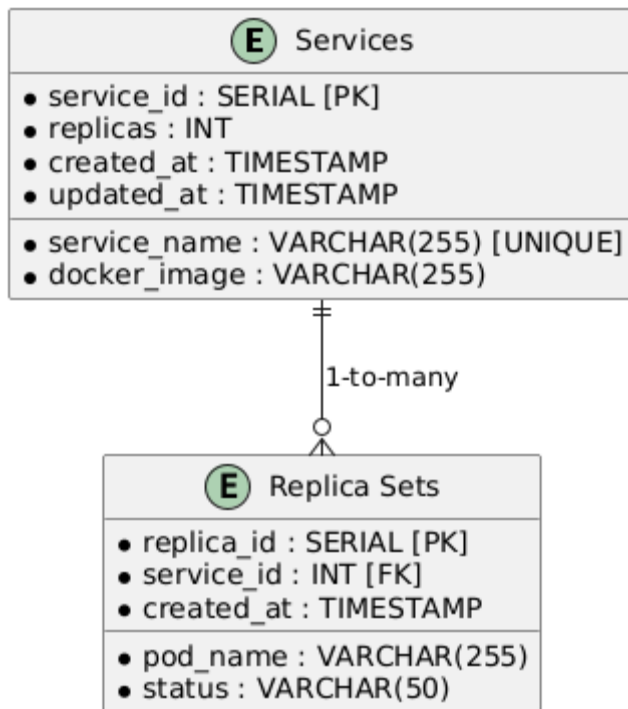 E Services
service_id : SERIAL [PK]
replicas : INT
created_at : TIMESTAMP
updated_at : TIMESTAMP
service_name : VARCHAR(255) [UNIQUE]
docker_image : VARCHAR(255)
1-to-many
E Replica Sets
replica_id : SERIAL [PK]
service_id : INT [FK]
created_at : TIMESTAMP
pod_name : VARCHAR(255)
status : VARCHAR(50)